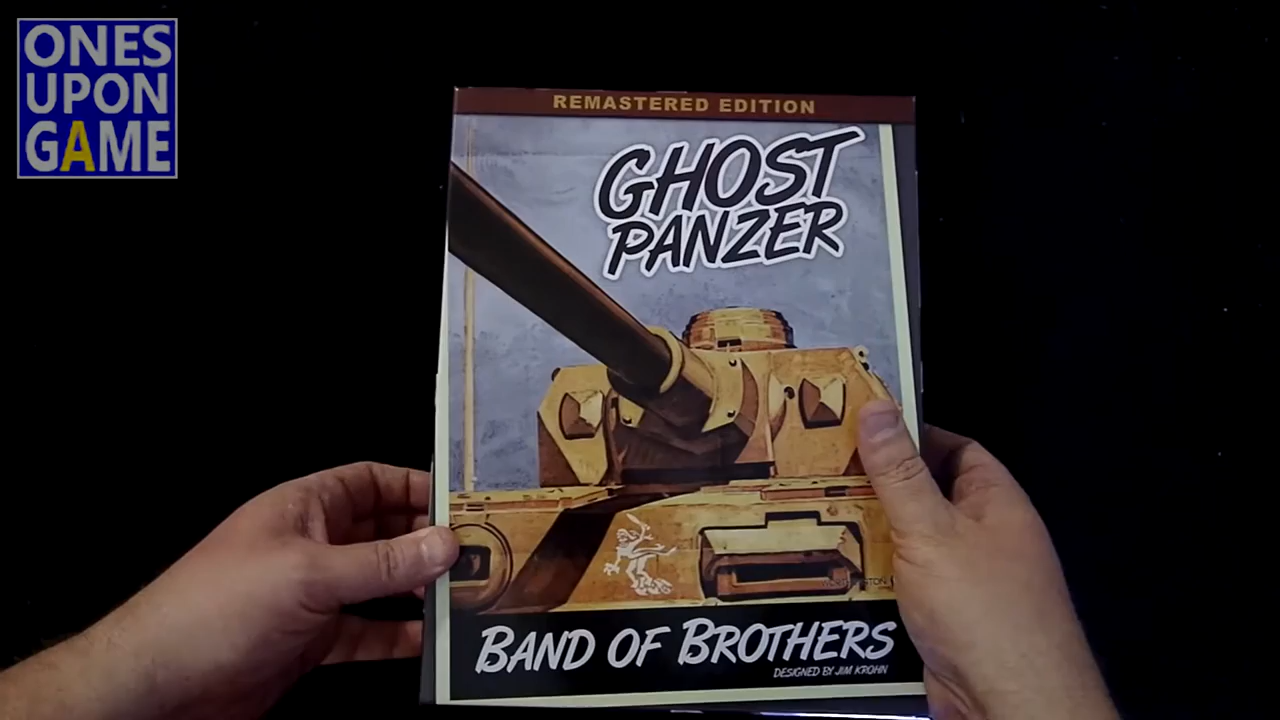 ONES
UPON
GAME
REMASTERED EDITION
GHOST
PANZER
BAND OF BROTHERS
DESIGNED BY JIM KROHN